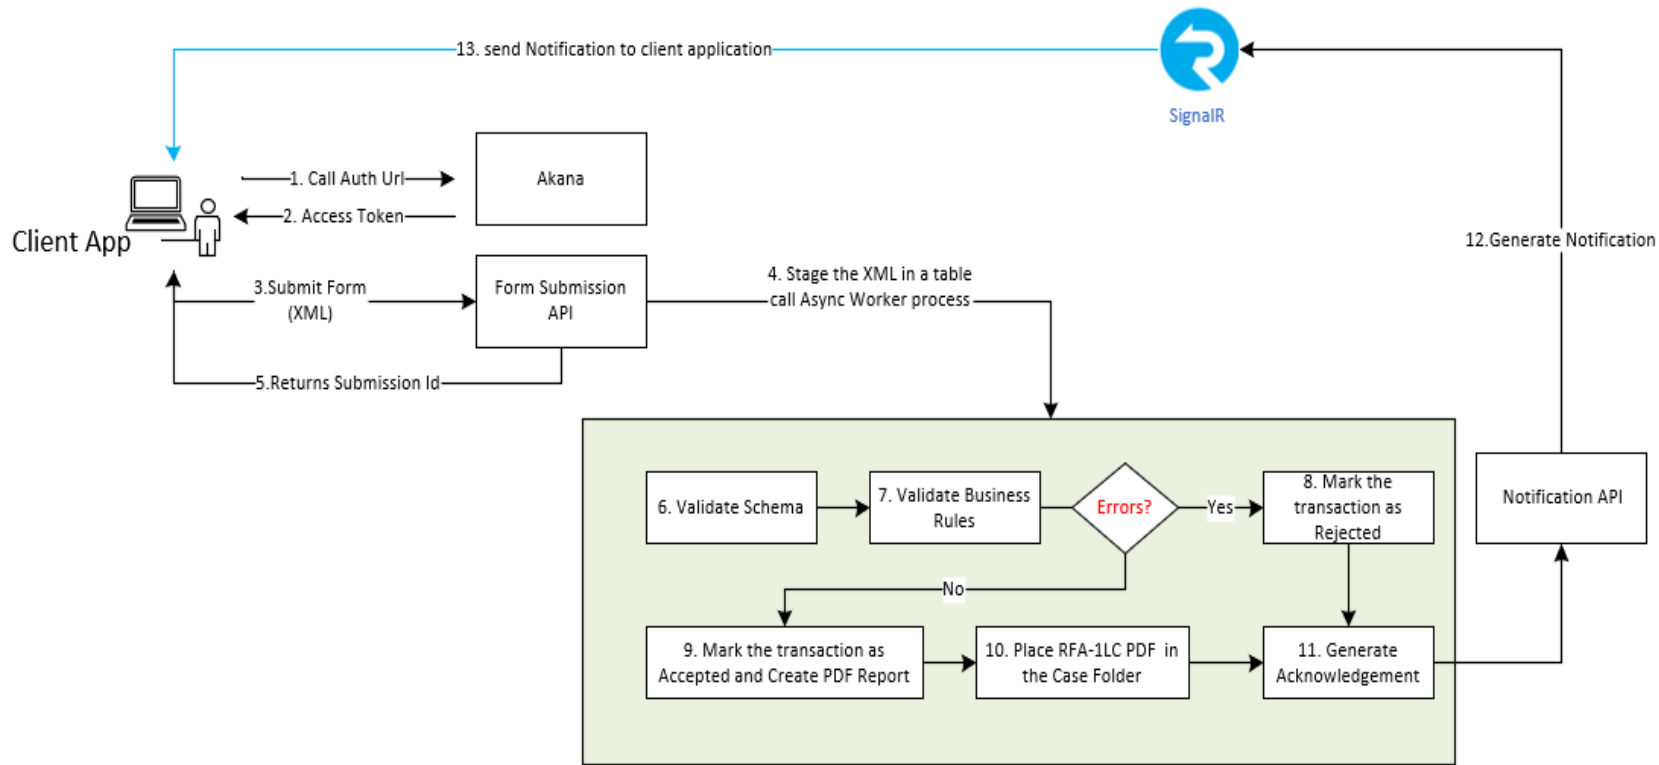 13. send Notification to client application
SignalR
1. Call Auth Url
Akana
2. Access Token
Client App
12.Generate Notification
3.Submit Form
(XML)
Form Submission
API
4. Stage the XML in a table
call Async Worker process
5.Returns Submission Id
6. Validate Schema
7. Validate Business
Rules
Errors?
Yes
8. Mark the
transaction as
Rejected
Notification API
No
9. Mark the transaction as
Accepted and Create PDF Report
10. Place RFA-1LC PDF in
the Case Folder
11. Generate
Acknowledgement